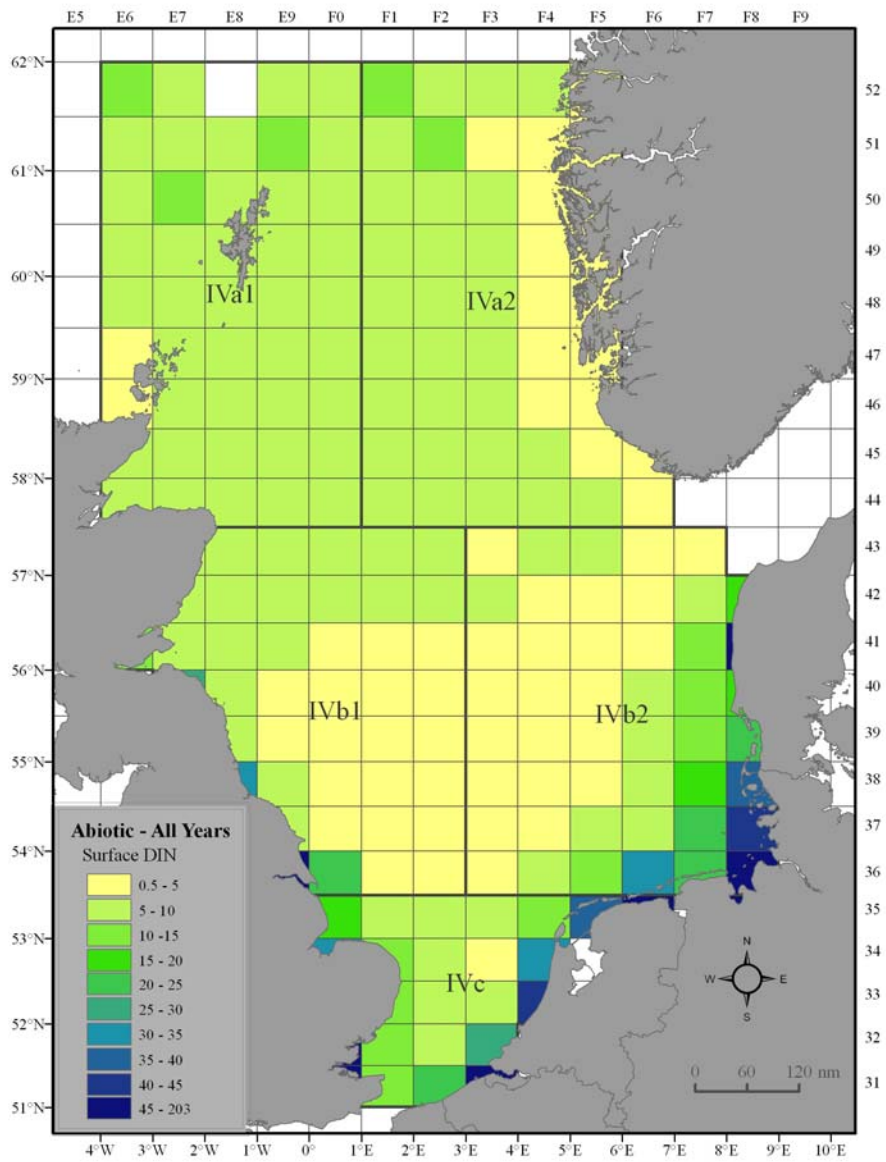 E5 E6 E7 E8 E9 F0 F1 F2 F3 F4 F5 F6 F7 F8 F9
62°N
52
51
61°N
50
49
60°N
IVa1
IVa2
48
47
59°N
46
45
58°N
44
43
57°N
42
41
56°N
40
IVb1
IVb2
39
55°N
38
37
54°N
36
35
53°N
34
IVc
33
52°N
32
31
51°N
Abiotic - All Years
Surface DIN
0.5 - 5
5 - 10
10 -15
15 - 20
20 - 25
25 - 30
30 - 35
35 - 40
40 - 45
45 - 203
N
W E
S
0 60 120 nm
4°W 3°W 2°W 1°W 0° 1°E 2°E 3°E 4°E 5°E 6°E 7°E 8°E 9°E 10°E